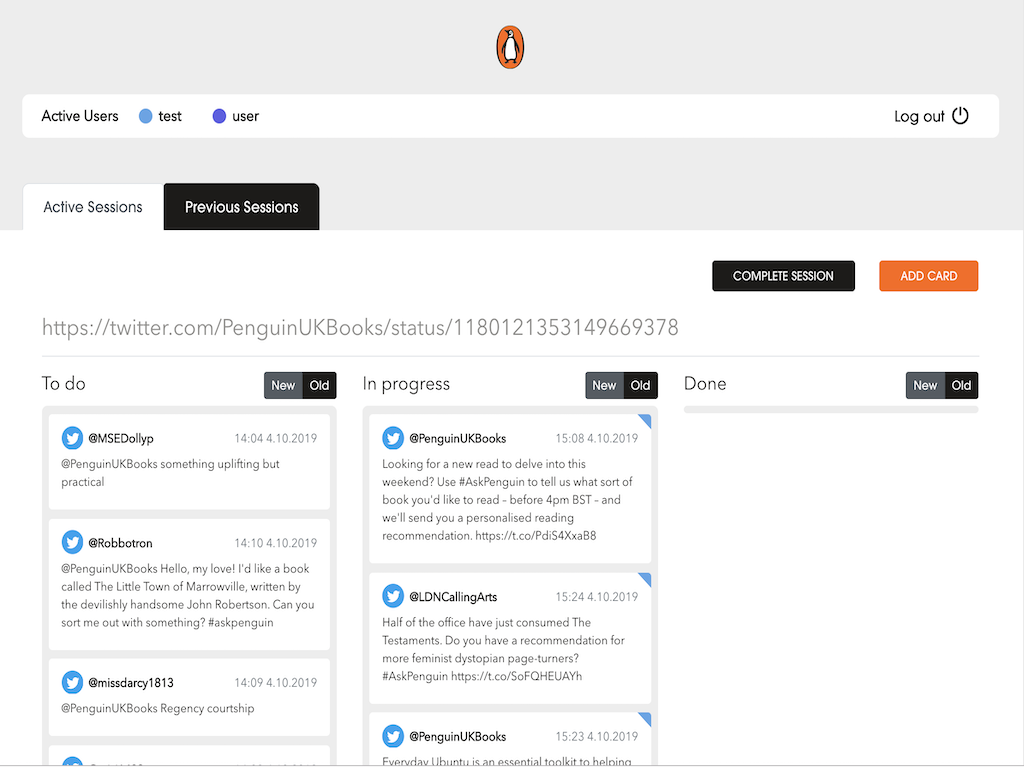 Active Users test user Log out
Active Sessions Previous Sessions
COMPLETE SESSION ADD CARD
https://twitter.com/PenguinUKBooks/status/1180121353149669378
To do New Old
@MSEDollyp 14:04 4.10.2019
@PenguinUKBooks something uplifting but
practical
@Robbotron 14:10 4.10.2019
@PenguinUKBooks Hello, my love! I'd like a book
called The Little Town of Marrowville, written by
the devilishly handsome John Robertson. Can you
sort me out with something? #askpenguin
@missdarcy1813 14:09 4.10.2019
@PenguinUKBooks Regency courtship
In progress New Old
@PenguinUKBooks 15:08 4.10.2019
Looking for a new read to delve into this
weekend? Use #AskPenguin to tell us what sort of
book you'd like to read – before 4pm BST – and
we'll send you a personalised reading
recommendation. https://t.co/PdiS4XxaB8
@LDNCallingArts 15:24 4.10.2019
Half of the office have just consumed The
Testaments. Do you have a recommendation for
more feminist dystopian page-turners?
#AskPenguin https://t.co/SoFQHEUAYh
@PenguinUKBooks 15:23 4.10.2019
Everyday Ubuntu is an essential toolkit to helping
Done New Old